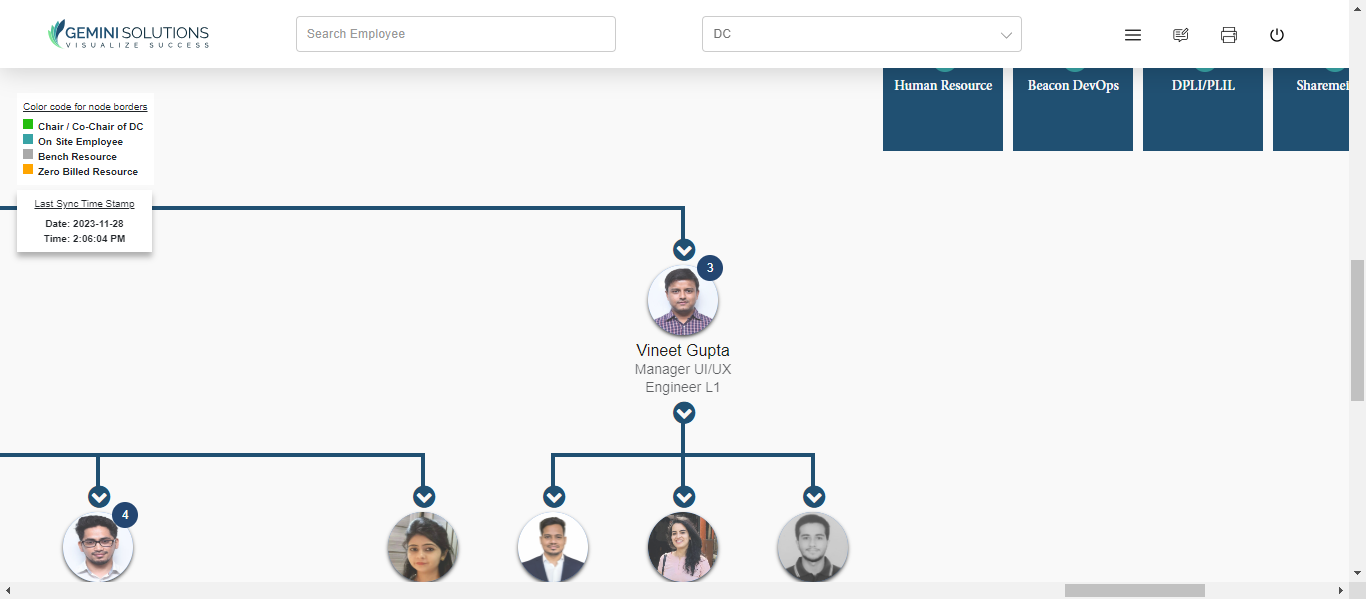 GEMINI SOLUTIONS
VISUALIZE SUCCESS
Search Employee
DC
Human Resource
Beacon DevOps
DPLI/PLIL
Color code for node borders
Chair / Co-Chair of DC
On Site Employee
Bench Resource
Zero Billed Resource
Last Sync Time Stamp
Date: 2023-11-28
Time: 2:06:04 PM
3
Vineet Gupta
Manager UI/UX
Engineer L1
4